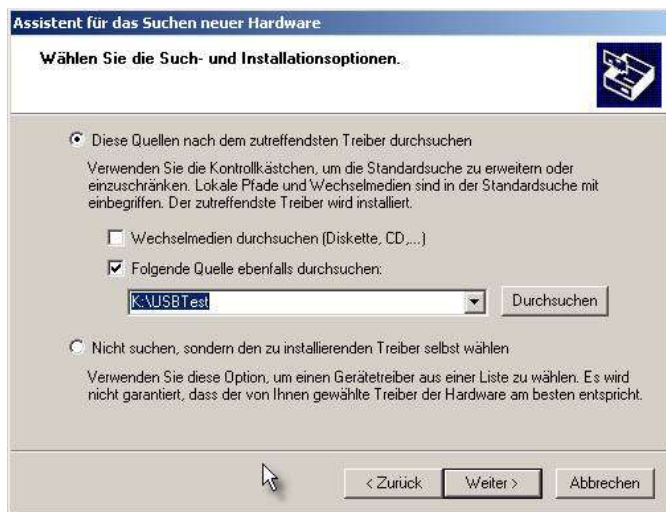 Assistent für das Suchen neuer Hardware
Wählen Sie die Such- und Installationsoptionen.
Diese Quellen nach dem zutreffendsten Treiber durchsuchen
Verwenden Sie die Kontrollkästchen, um die Standardsuche zu erweitern oder
einzuschränken. Lokale Pfade und Wechselmedien sind in der Standardsuche mit
einbegriffen. Der zutreffendste Treiber wird installiert.
Wechselmedien durchsuchen (Diskette, CD,...)
Folgende Quelle ebenfalls durchsuchen:
K:\USBTest
Durchsuchen
Nicht suchen, sondern den zu installierenden Treiber selbst wählen
Verwenden Sie diese Option, um einen Gerätetreiber aus einer Liste zu wählen. Es wird
nicht garantiert, dass der von Ihnen gewählte Treiber der Hardware am besten entspricht.
< Zurück Weiter > Abbrechen